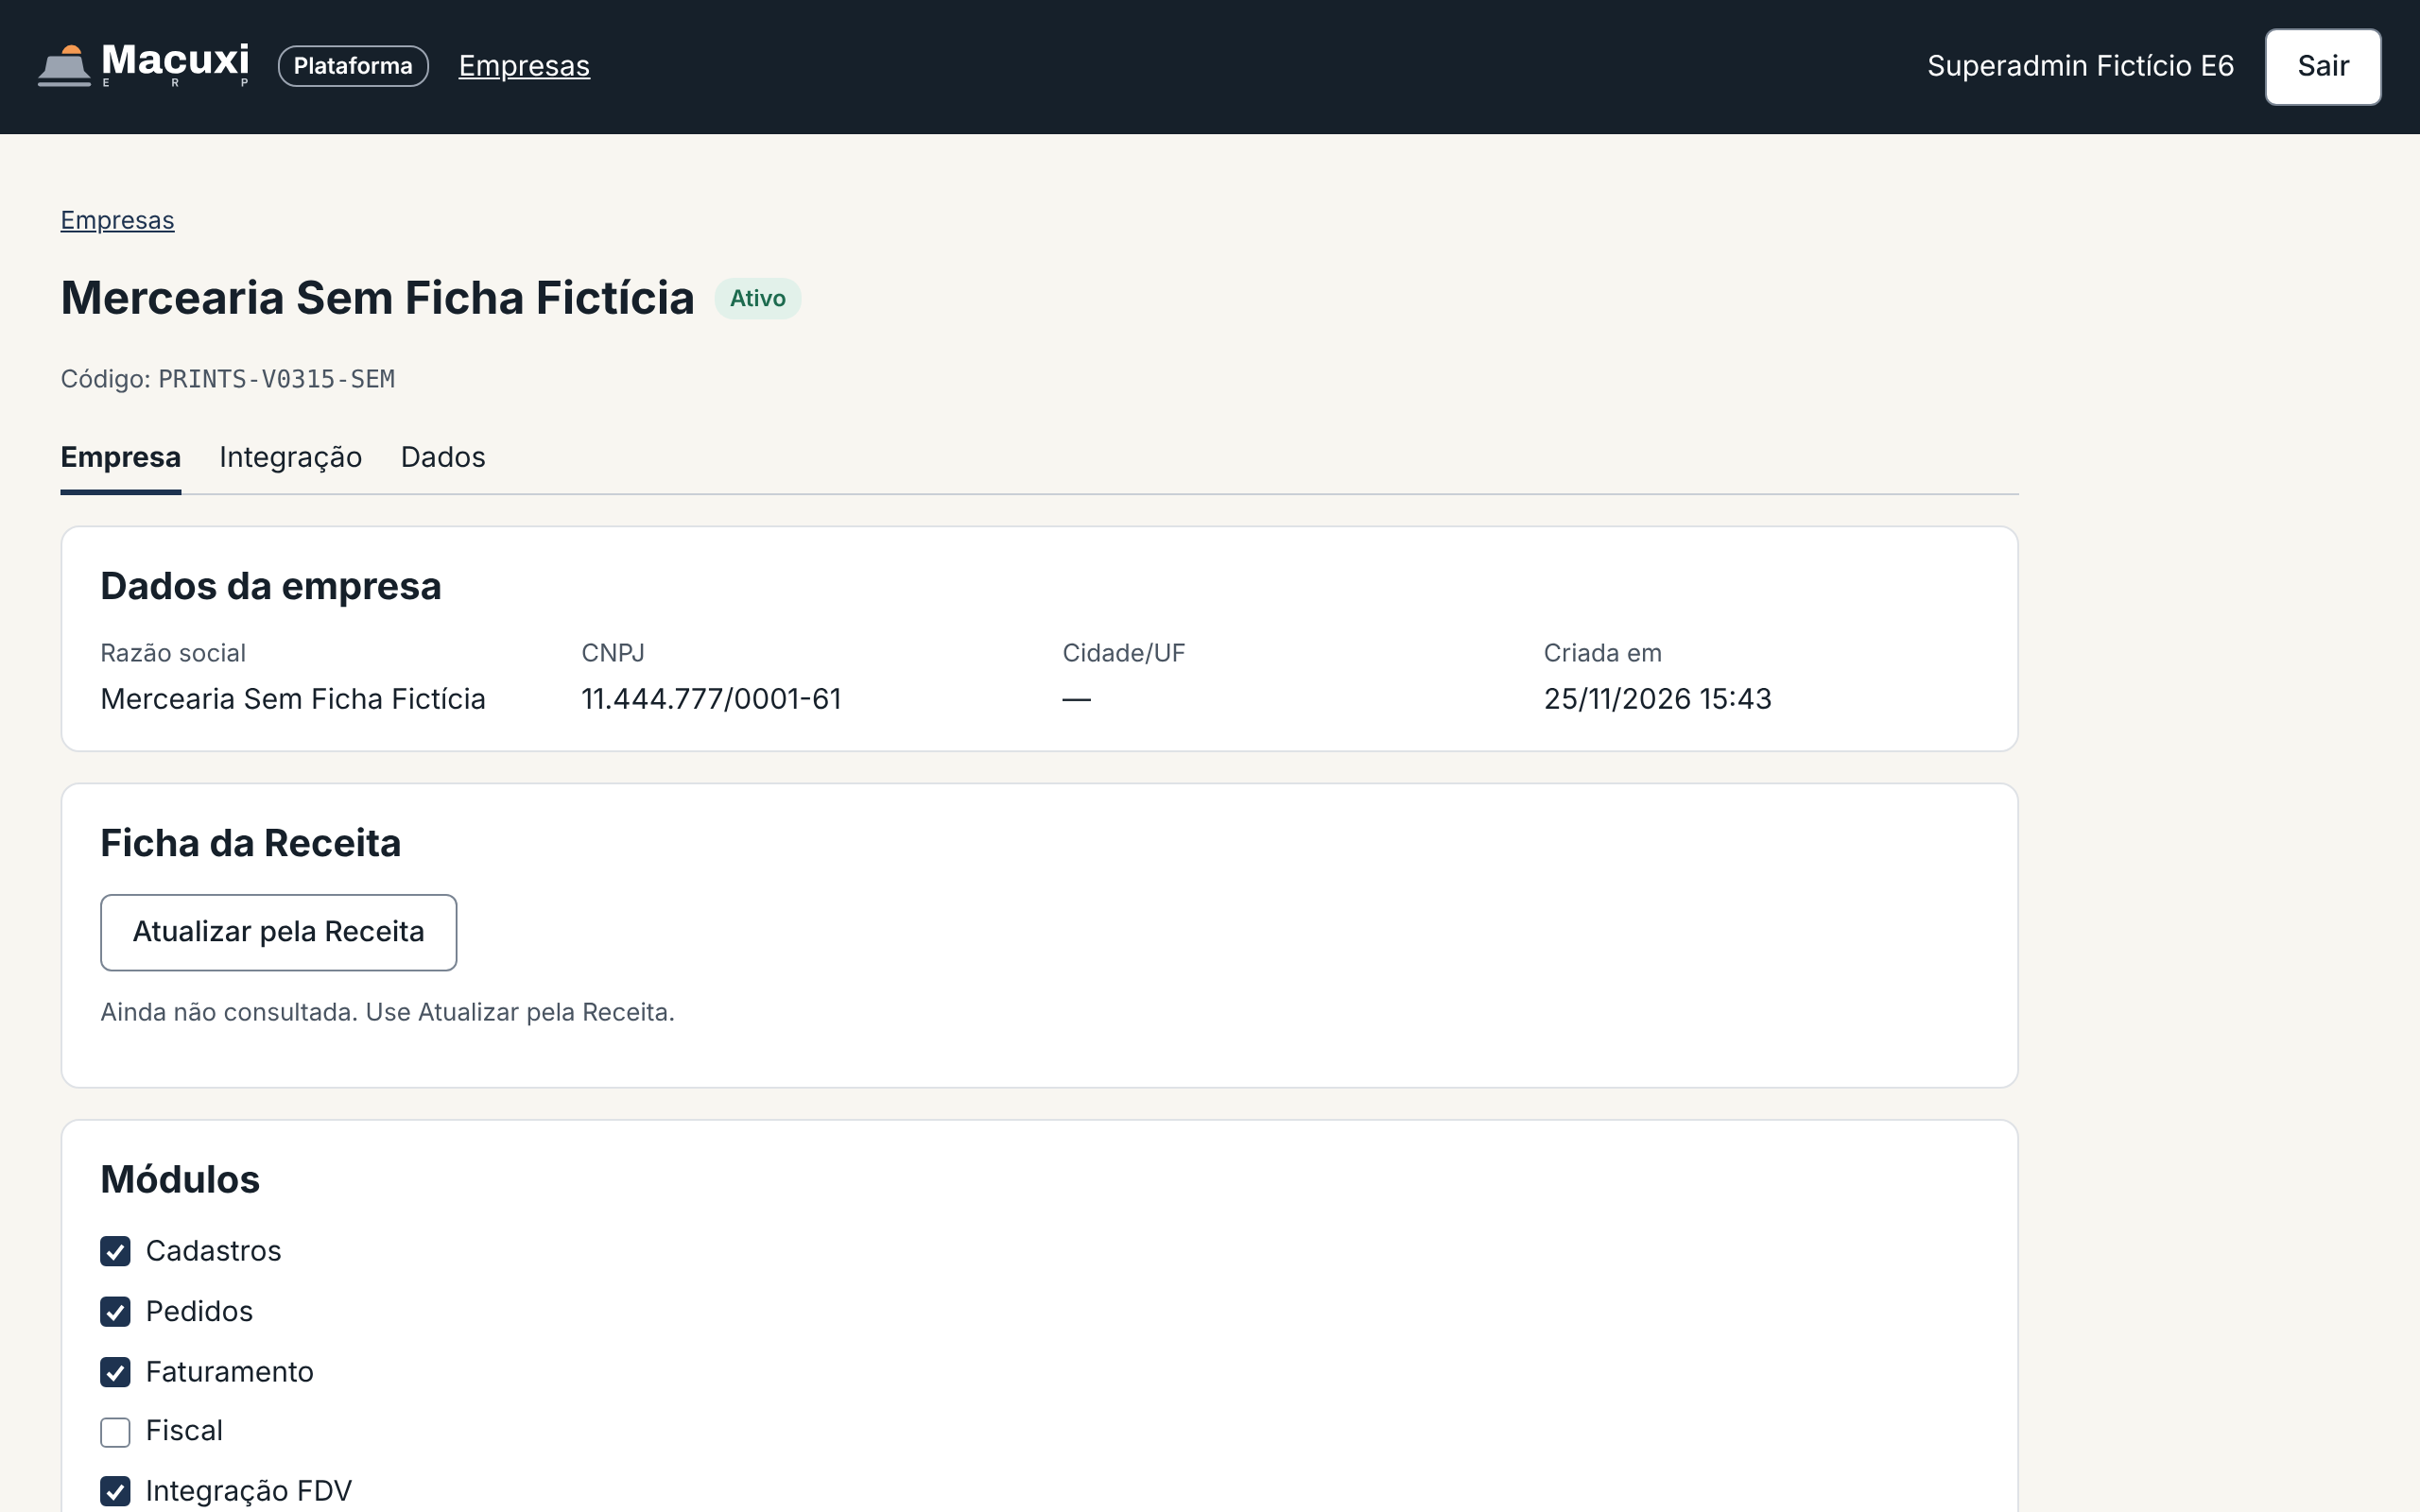 Macuxi
E R P
Plataforma
Empresas
Superadmin Fictício E6
Sair
Empresas
Mercearia Sem Ficha Fictícia
Ativo
Código: PRINTS-V0315-SEM
Empresa
Integração
Dados
Dados da empresa
Razão social
Mercearia Sem Ficha Fictícia
CNPJ
11.444.777/0001-61
Cidade/UF
—
Criada em
25/11/2026 15:43
Ficha da Receita
Atualizar pela Receita
Ainda não consultada. Use Atualizar pela Receita.
Módulos
Cadastros
Pedidos
Faturamento
Fiscal
Integração FDV